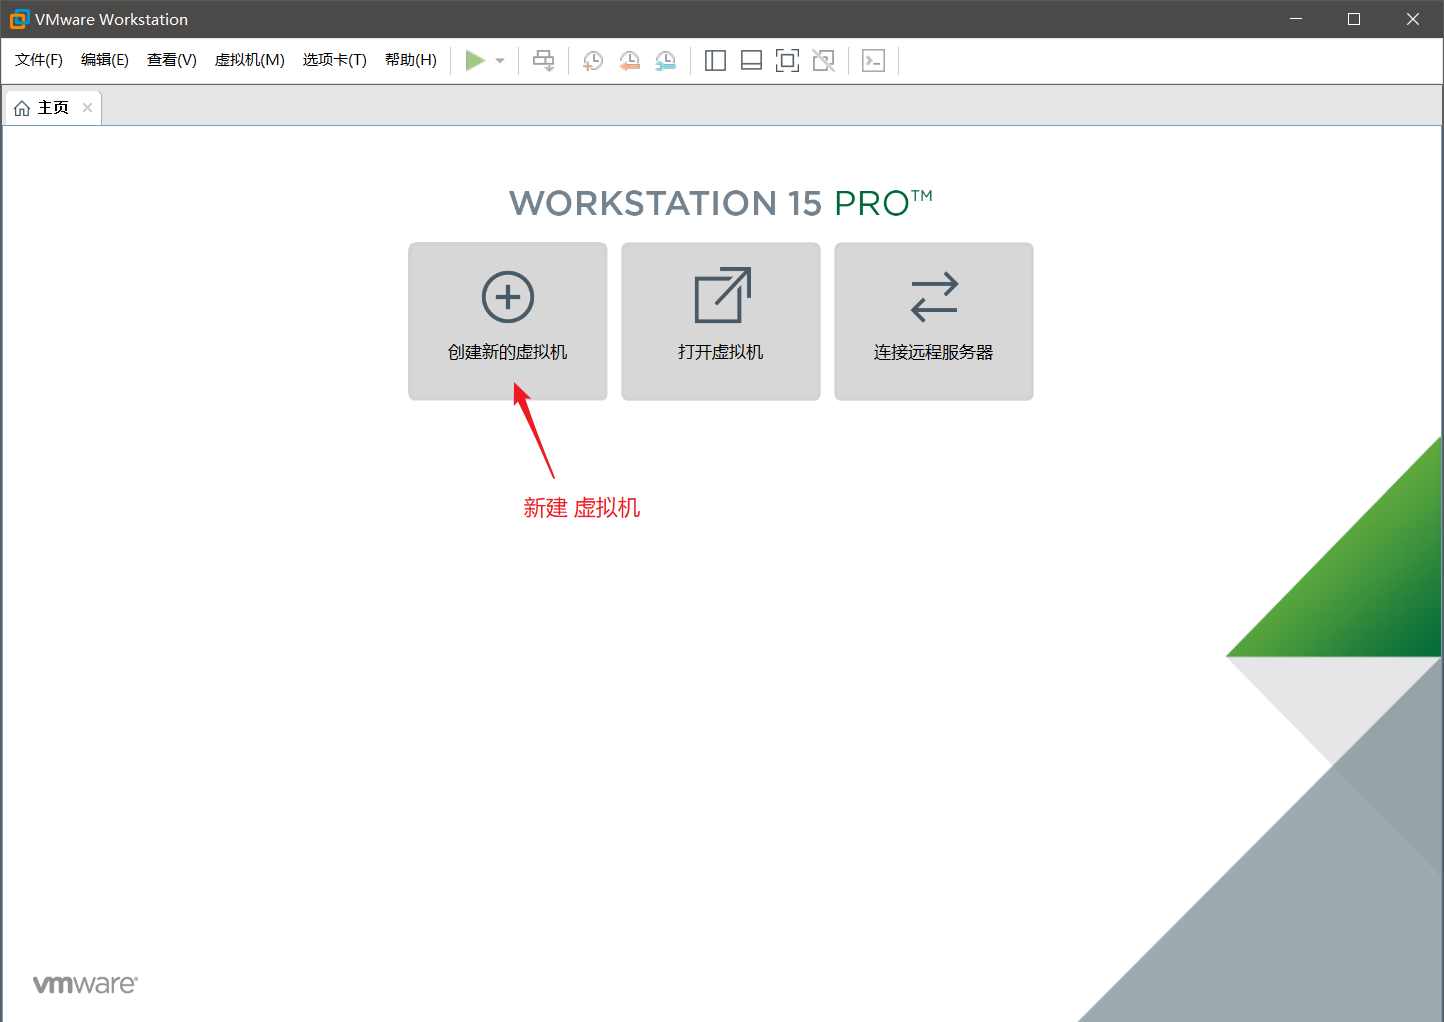 VMware Workstation
文件(F) 编辑(E) 查看(V) 虚拟机(M) 选项卡(T) 帮助(H)
主页
WORKSTATION 15 PRO™
创建新的虚拟机 打开虚拟机 连接远程服务器
新建 虚拟机
vmware®